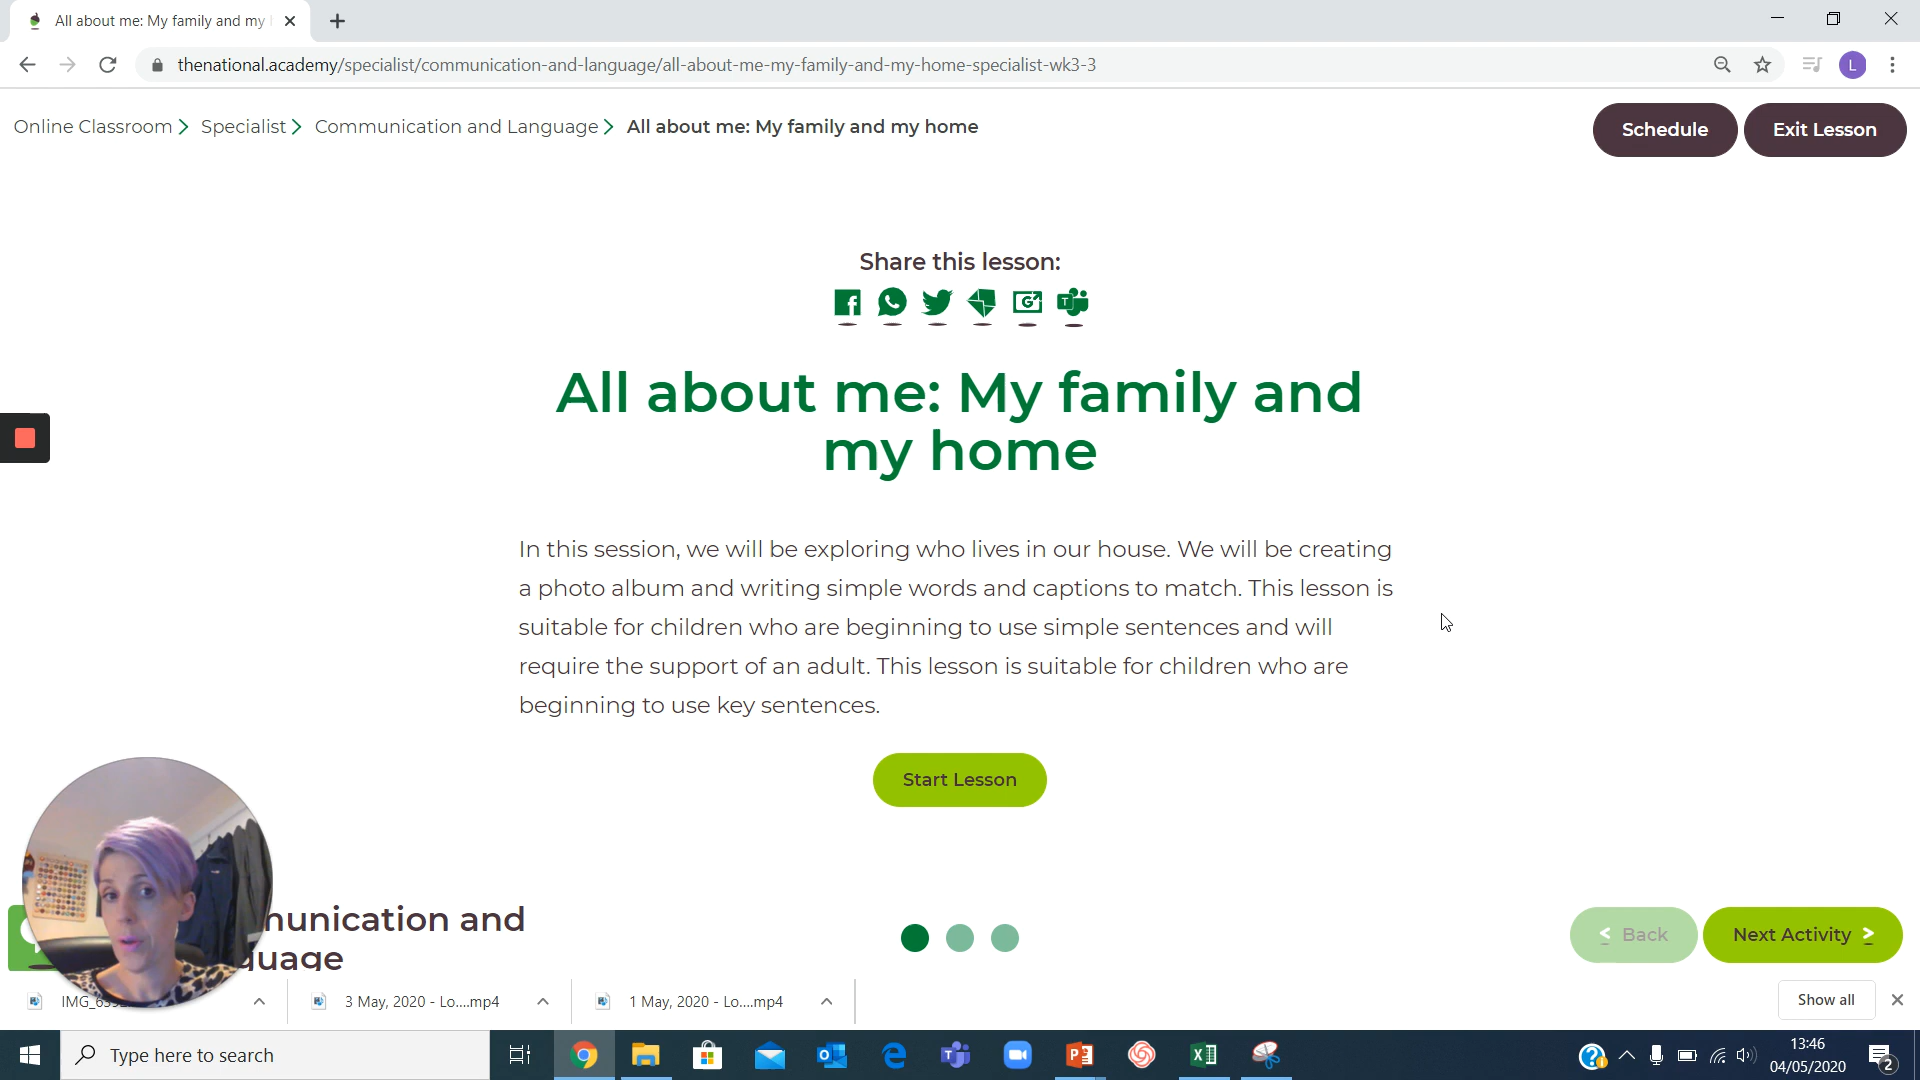 All about me: My family and my
thenational.academy/specialist/communication-and-language/all-about-me-my-family-and-my-home-specialist-wk3-3
L
Online Classroom > Specialist > Communication and Language > All about me: My family and my home
Schedule
Exit Lesson
Share this lesson:
All about me: My family and
my home
In this session, we will be exploring who lives in our house. We will be creating
a photo album and writing simple words and captions to match. This lesson is
suitable for children who are beginning to use simple sentences and will
require the support of an adult. This lesson is suitable for children who are
beginning to use key sentences.
Start Lesson
nunication and
guage
< Back
Next Activity >
3 May, 2020 - Lo....mp4
1 May, 2020 - Lo....mp4
Show all
Type here to search
13:46
04/05/2020
2